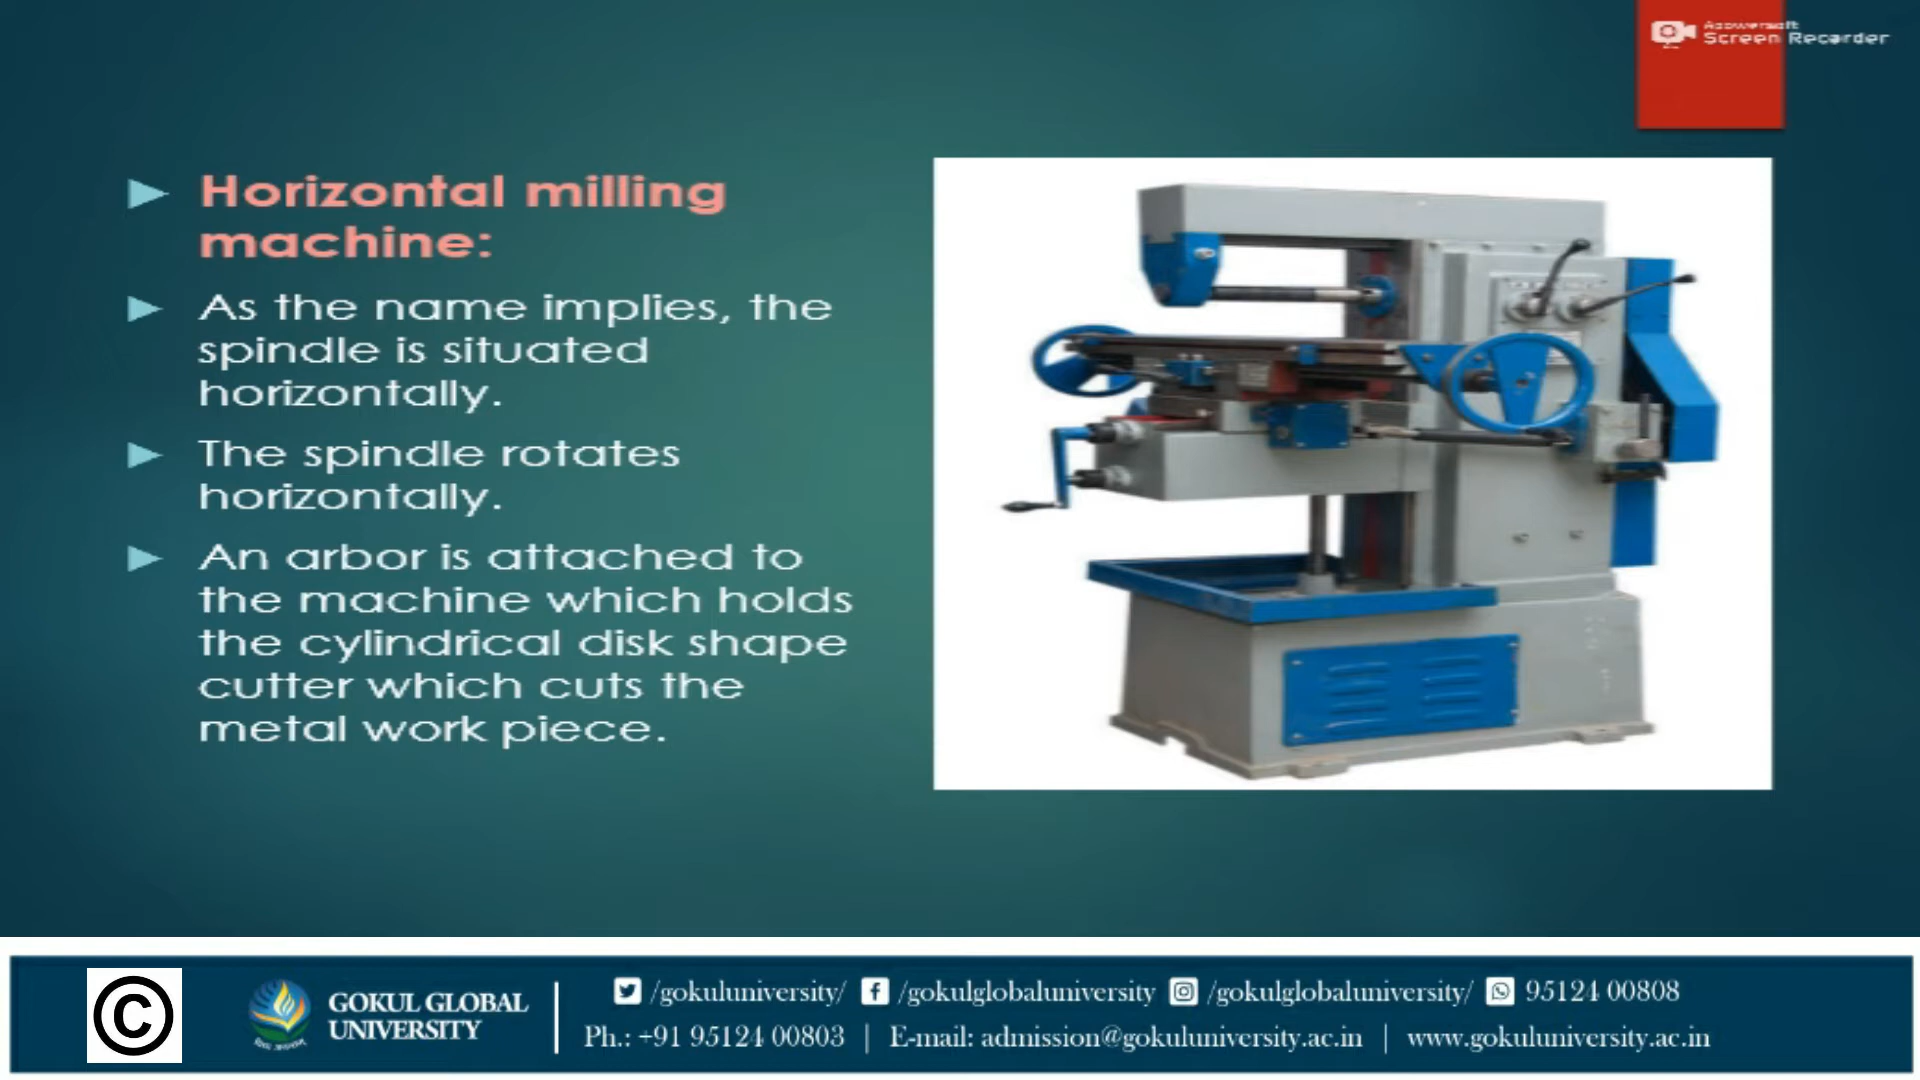 Apowersoft
Screen Recorder
Horizontal milling
machine:
As the name implies, the
spindle is situated
horizontally.
The spindle rotates
horizontally.
An arbor is attached to
the machine which holds
the cylindrical disk shape
cutter which cuts the
metal work piece.
©
GOKUL GLOBAL
UNIVERSITY
/gokuluniversity/ /gokulglobaluniversity /gokulglobaluniversity/ 95124 00808
Ph.: +91 95124 00803 | E-mail: admission@gokuluniversity.ac.in | www.gokuluniversity.ac.in